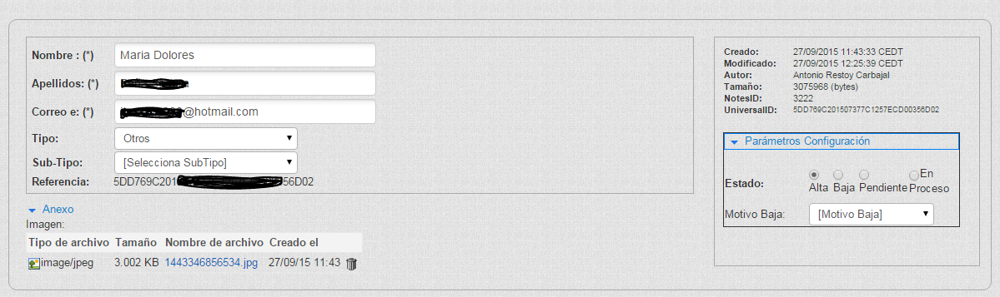 Nombre : (*) Maria Dolores
Apellidos: (*)
Correo e: (*) @hotmail.com
Tipo: Otros
Sub-Tipo: [Selecciona SubTipo]
Referencia: 5DD769C201 56D02
Anexo
Imagen:
Tipo de archivo Tamaño Nombre de archivo Creado el
image/jpeg 3.002 KB 1443346856534.jpg 27/09/15 11:43
Creado: 27/09/2015 11:43:33 CEDT
Modificado: 27/09/2015 12:25:39 CEDT
Autor: Antonio Restoy Carbajal
Tamaño: 3075968 (bytes)
NotesID: 3222
UniversalID: 5DD769C201507377C1257ECD00356D02
Parámetros Configuración
Estado: Alta Baja Pendiente En Proceso
Motivo Baja: [Motivo Baja]